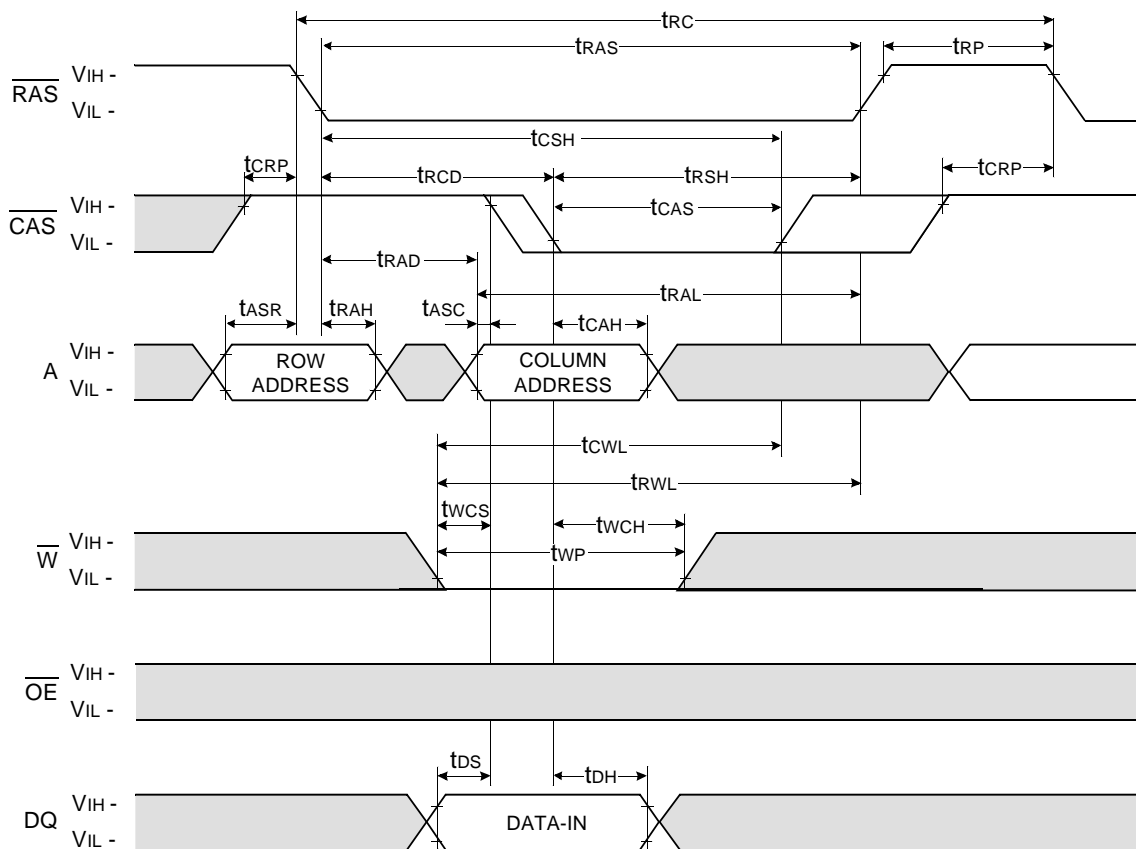 tRC
tRAS
tRP
RAS
VIH -
VIL -
tCSH
tCRP
tRCD
tRSH
tCRP
CAS
VIH -
VIL -
tCAS
tRAD
tRAL
tASR
tRAH
tASC
tCAH
A
VIH -
VIL -
ROW
ADDRESS
COLUMN
ADDRESS
tCWL
tRWL
tWCS
tWCH
tWP
W
VIH -
VIL -
OE
VIH -
VIL -
tDS
tDH
DQ
VIH -
VIL -
DATA-IN